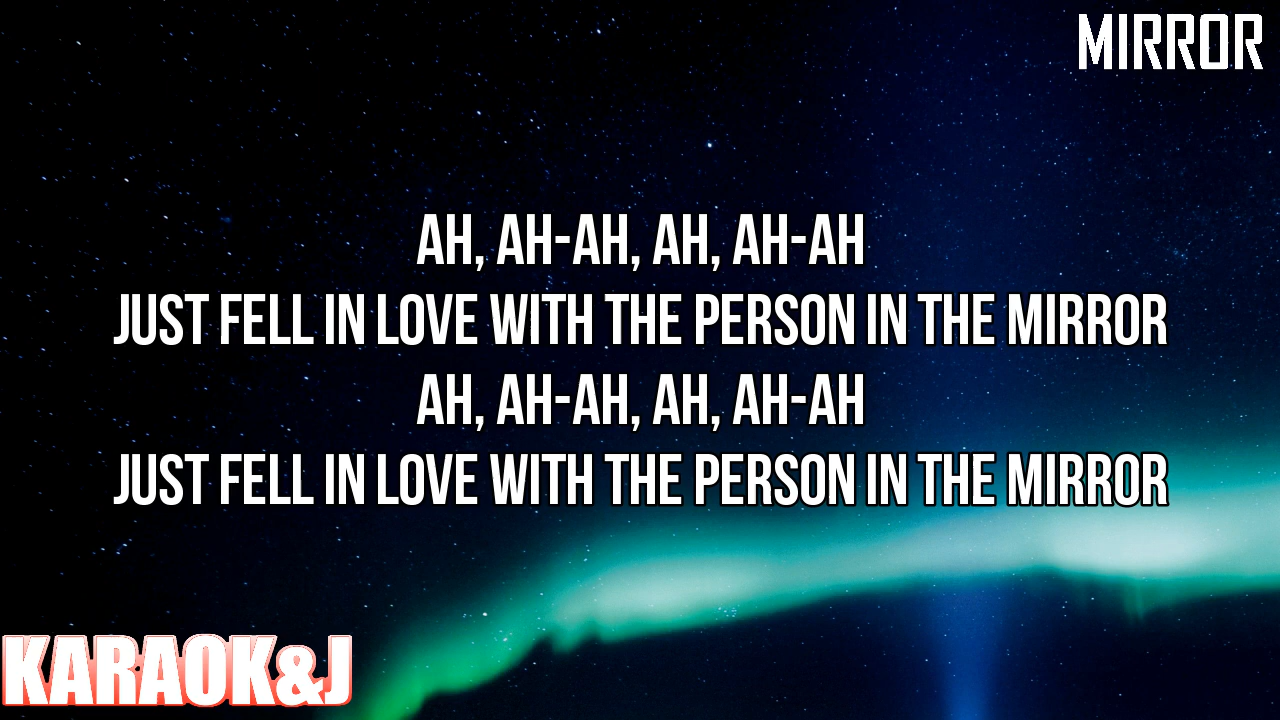 MIRROR
AH, AH-AH, AH, AH-AH
JUST FELL IN LOVE WITH THE PERSON IN THE MIRROR
AH, AH-AH, AH, AH-AH
JUST FELL IN LOVE WITH THE PERSON IN THE MIRROR
KARAOK&J